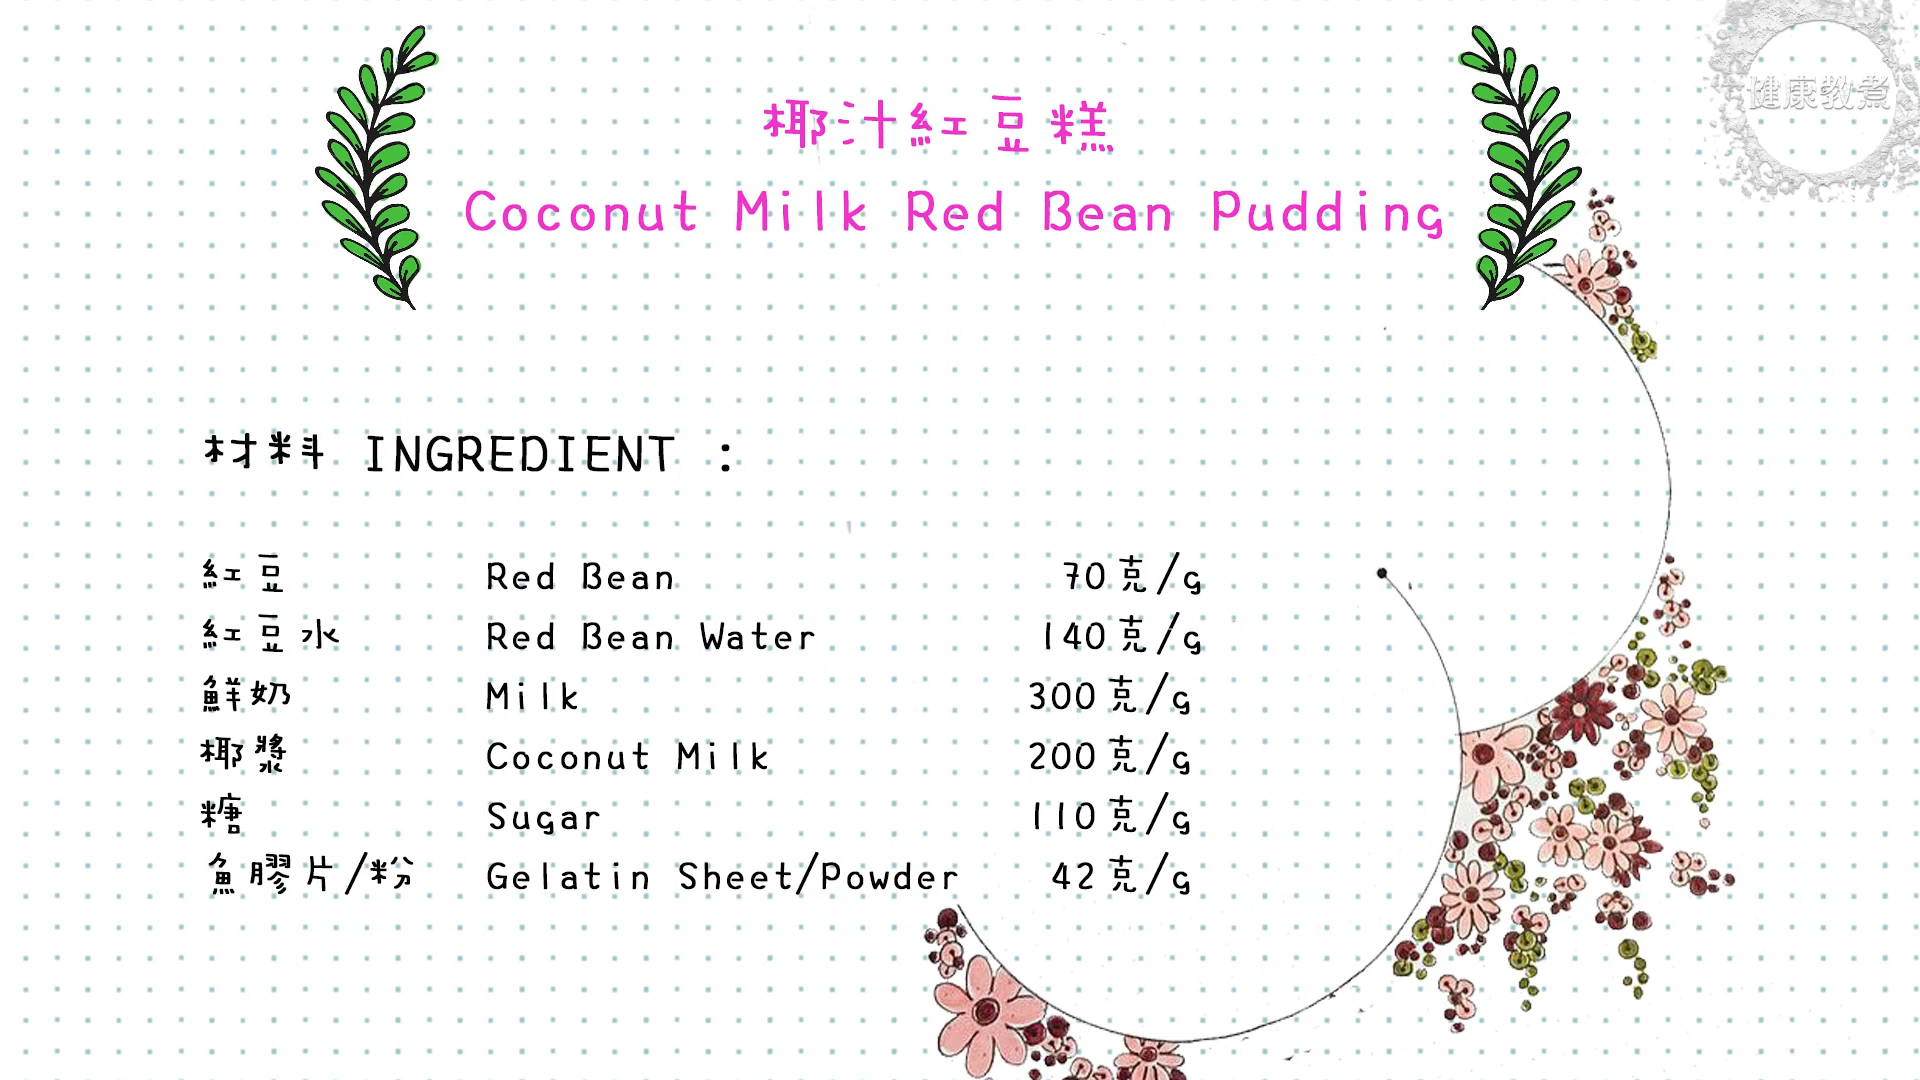 健康教煮
椰汁紅豆糕
Coconut Milk Red Bean Pudding
材料 INGREDIENT :
紅豆 Red Bean 70克/g
紅豆水 Red Bean Water 140克/g
鮮奶 Milk 300克/g
椰漿 Coconut Milk 200克/g
糖 Sugar 110克/g
魚膠片/粉 Gelatin Sheet/Powder 42克/g